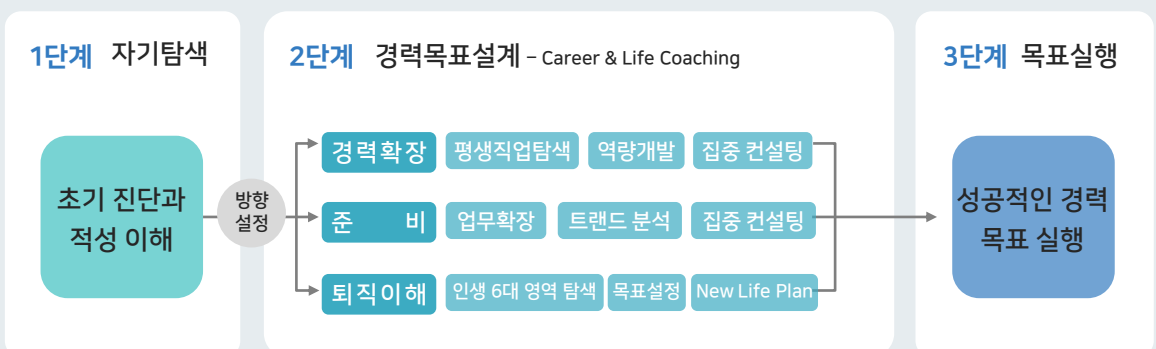 1단계 자기탐색
초기 진단과
적성 이해
방향
설정
2단계 경력목표설계 – Career & Life Coaching
경력확장 평생직업탐색 역량개발 집중 컨설팅
준 비 업무확장 트랜드 분석 집중 컨설팅
퇴직이해 인생 6대 영역 탐색 목표설정 New Life Plan
3단계 목표실행
성공적인 경력
목표 실행